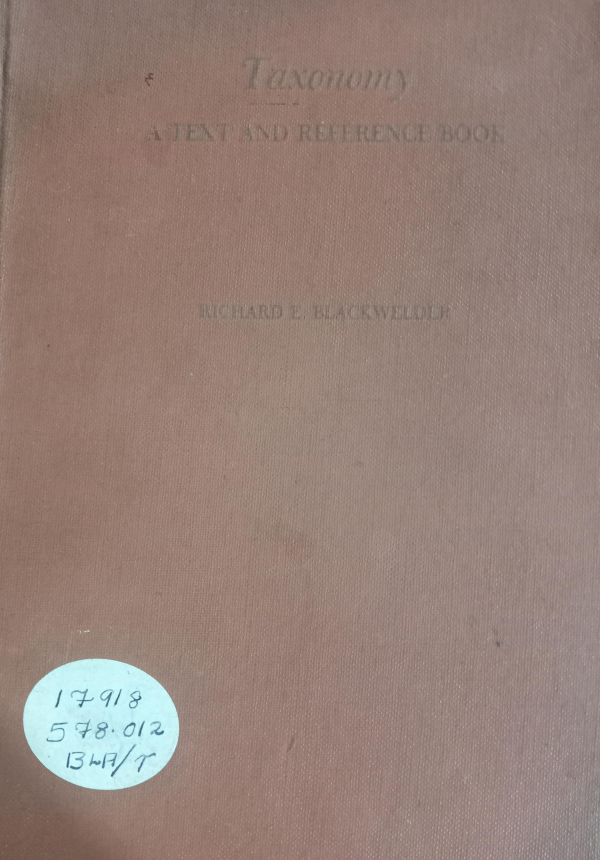 Taxonomy
A TEXT AND REFERENCE BOOK
RICHARD E. BLACKWELDER
17918
578.012
BLA/T